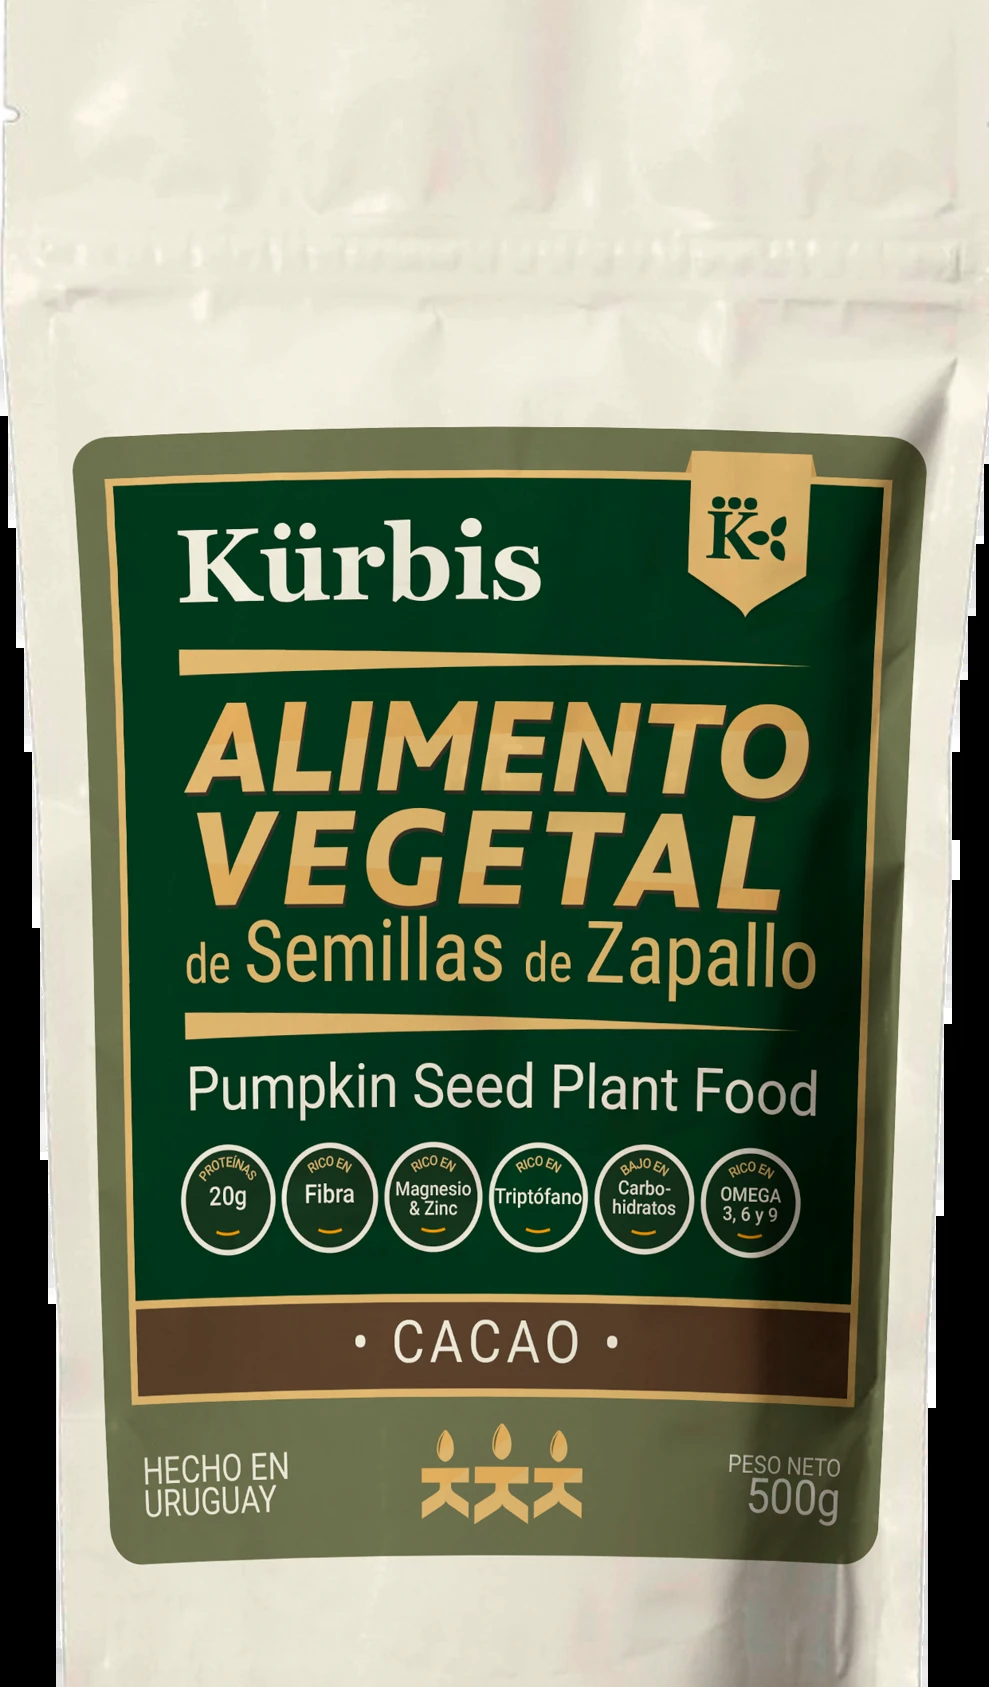 Kürbis
K
ALIMENTO
VEGETAL
de Semillas de Zapallo
Pumpkin Seed Plant Food
PROTEÍNAS
20g
RICO EN
Fibra
RICO EN
Magnesio
& Zinc
RICO EN
Triptófano
BAJO EN
Carbo-
hidratos
RICO EN
OMEGA
3, 6 y 9
• CACAO •
HECHO EN
URUGUAY
PESO NETO
500g